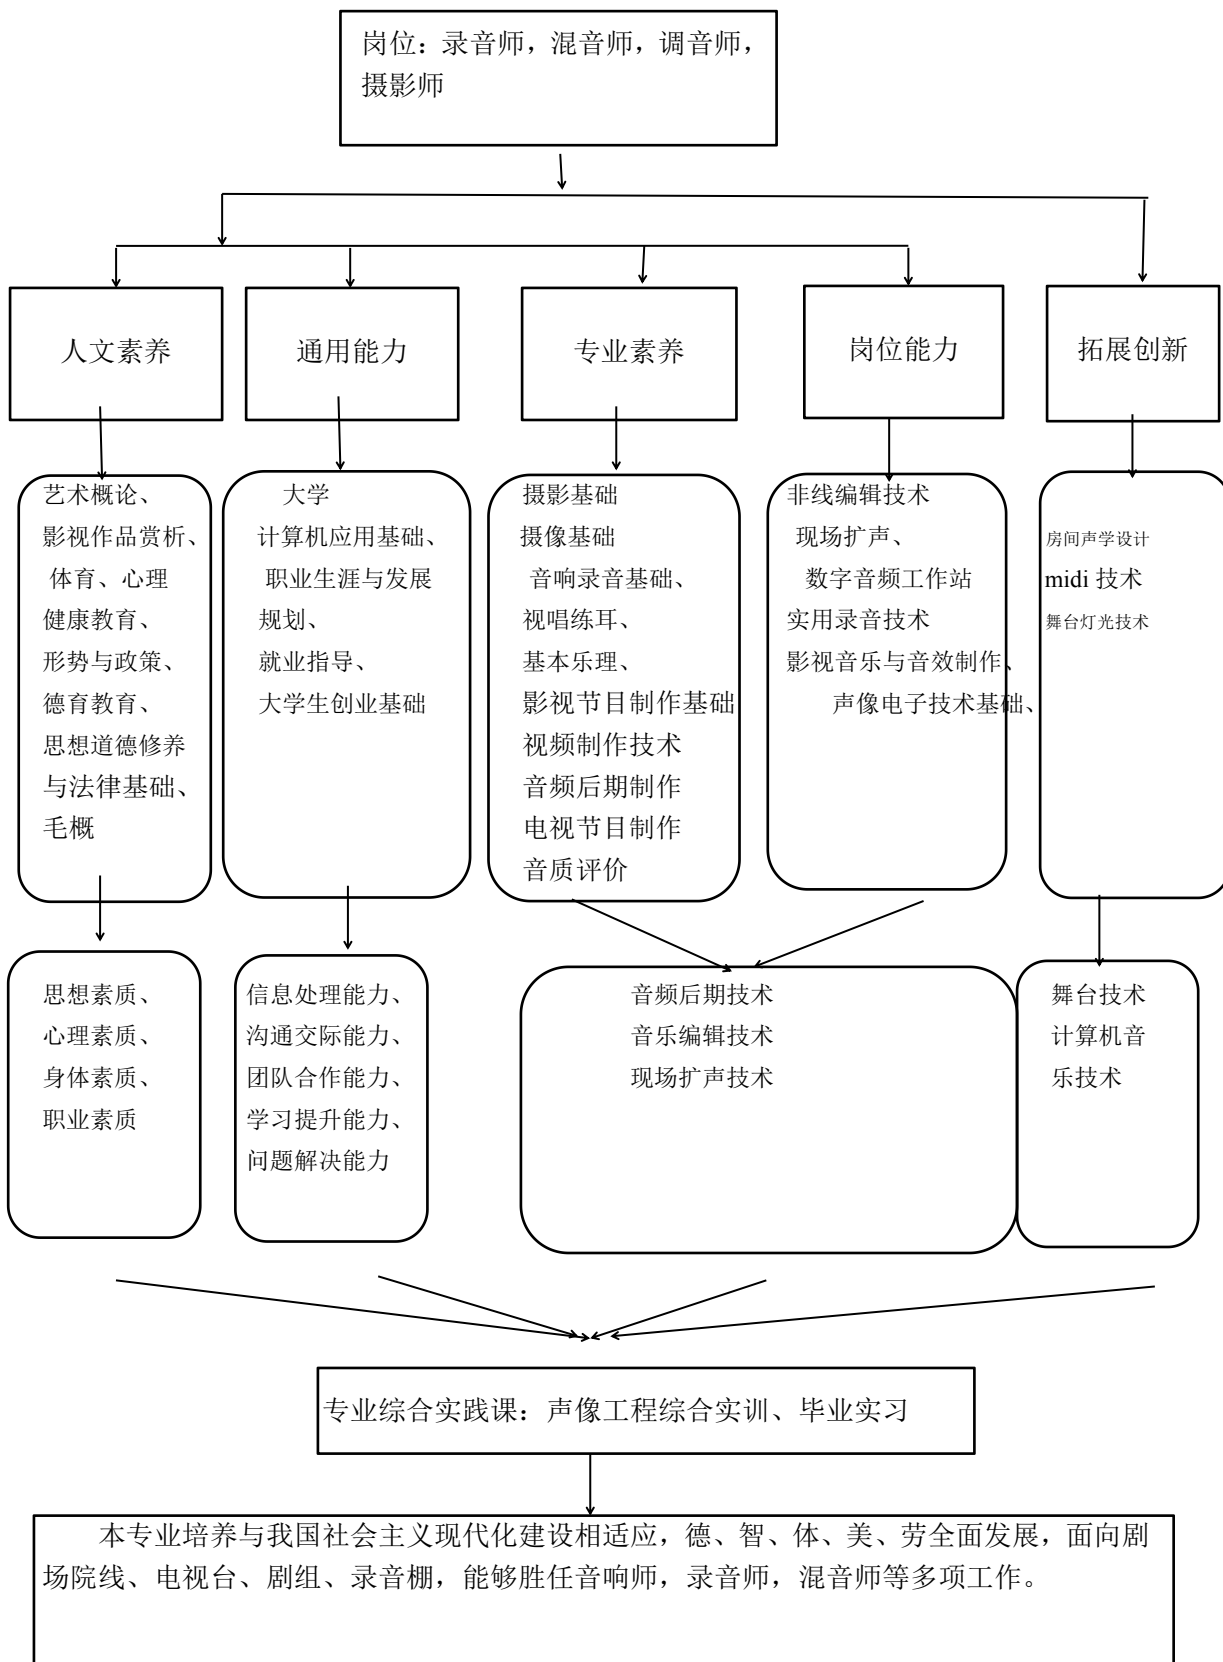 岗位：录音师，混音师，调音师，
摄影师
人文素养
通用能力
专业素养
岗位能力
拓展创新
艺术概论、
影视作品赏析、
体育、心理
健康教育、
形势与政策、
德育教育、
思想道德修养
与法律基础、
毛概
大学
计算机应用基础、
职业生涯与发展
规划、
就业指导、
大学生创业基础
摄影基础
摄像基础
音响录音基础、
视唱练耳、
基本乐理、
影视节目制作基础
视频制作技术
音频后期制作
电视节目制作
音质评价
非线编辑技术
现场扩声、
数字音频工作站
实用录音技术
影视音乐与音效制作、
声像电子技术基础、
房间声学设计
midi 技术
舞台灯光技术
思想素质、
心理素质、
身体素质、
职业素质
信息处理能力、
沟通交际能力、
团队合作能力、
学习提升能力、
问题解决能力
音频后期技术
音乐编辑技术
现场扩声技术
舞台技术
计算机音
乐技术
专业综合实践课：声像工程综合实训、毕业实习
本专业培养与我国社会主义现代化建设相适应，德、智、体、美、劳全面发展，面向剧
场院线、电视台、剧组、录音棚，能够胜任音响师，录音师，混音师等多项工作。